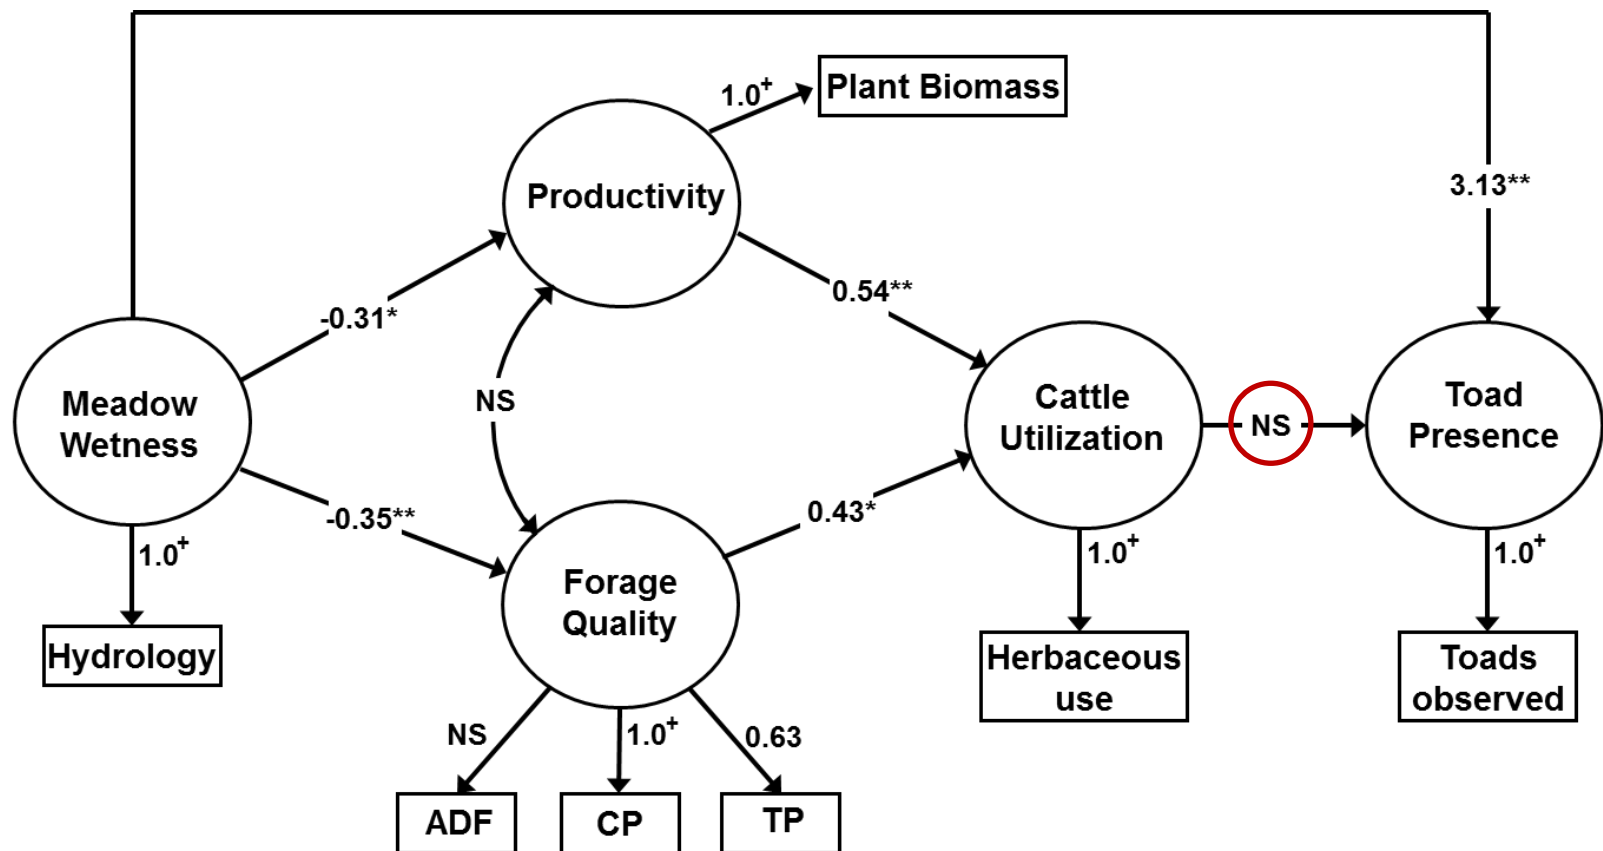 1.0+
Plant Biomass
Productivity
3.13**
-0.31*
0.54**
Meadow
Wetness
NS
Cattle
Utilization
NS
Toad
Presence
-0.35**
0.43*
1.0+
Forage
Quality
1.0+
1.0+
Hydrology
Herbaceous
use
Toads
observed
NS
1.0+
0.63
ADF
CP
TP